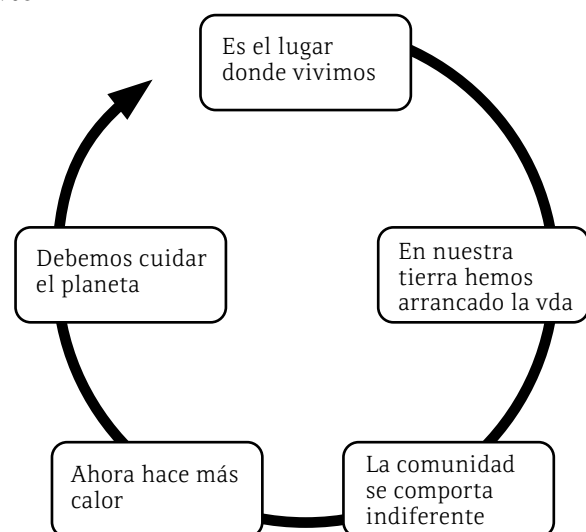 Es el lugar
donde vivimos
En nuestra
tierra hemos
arrancado la vda
La comunidad
se comporta
indiferente
Ahora hace más
calor
Debemos cuidar
el planeta